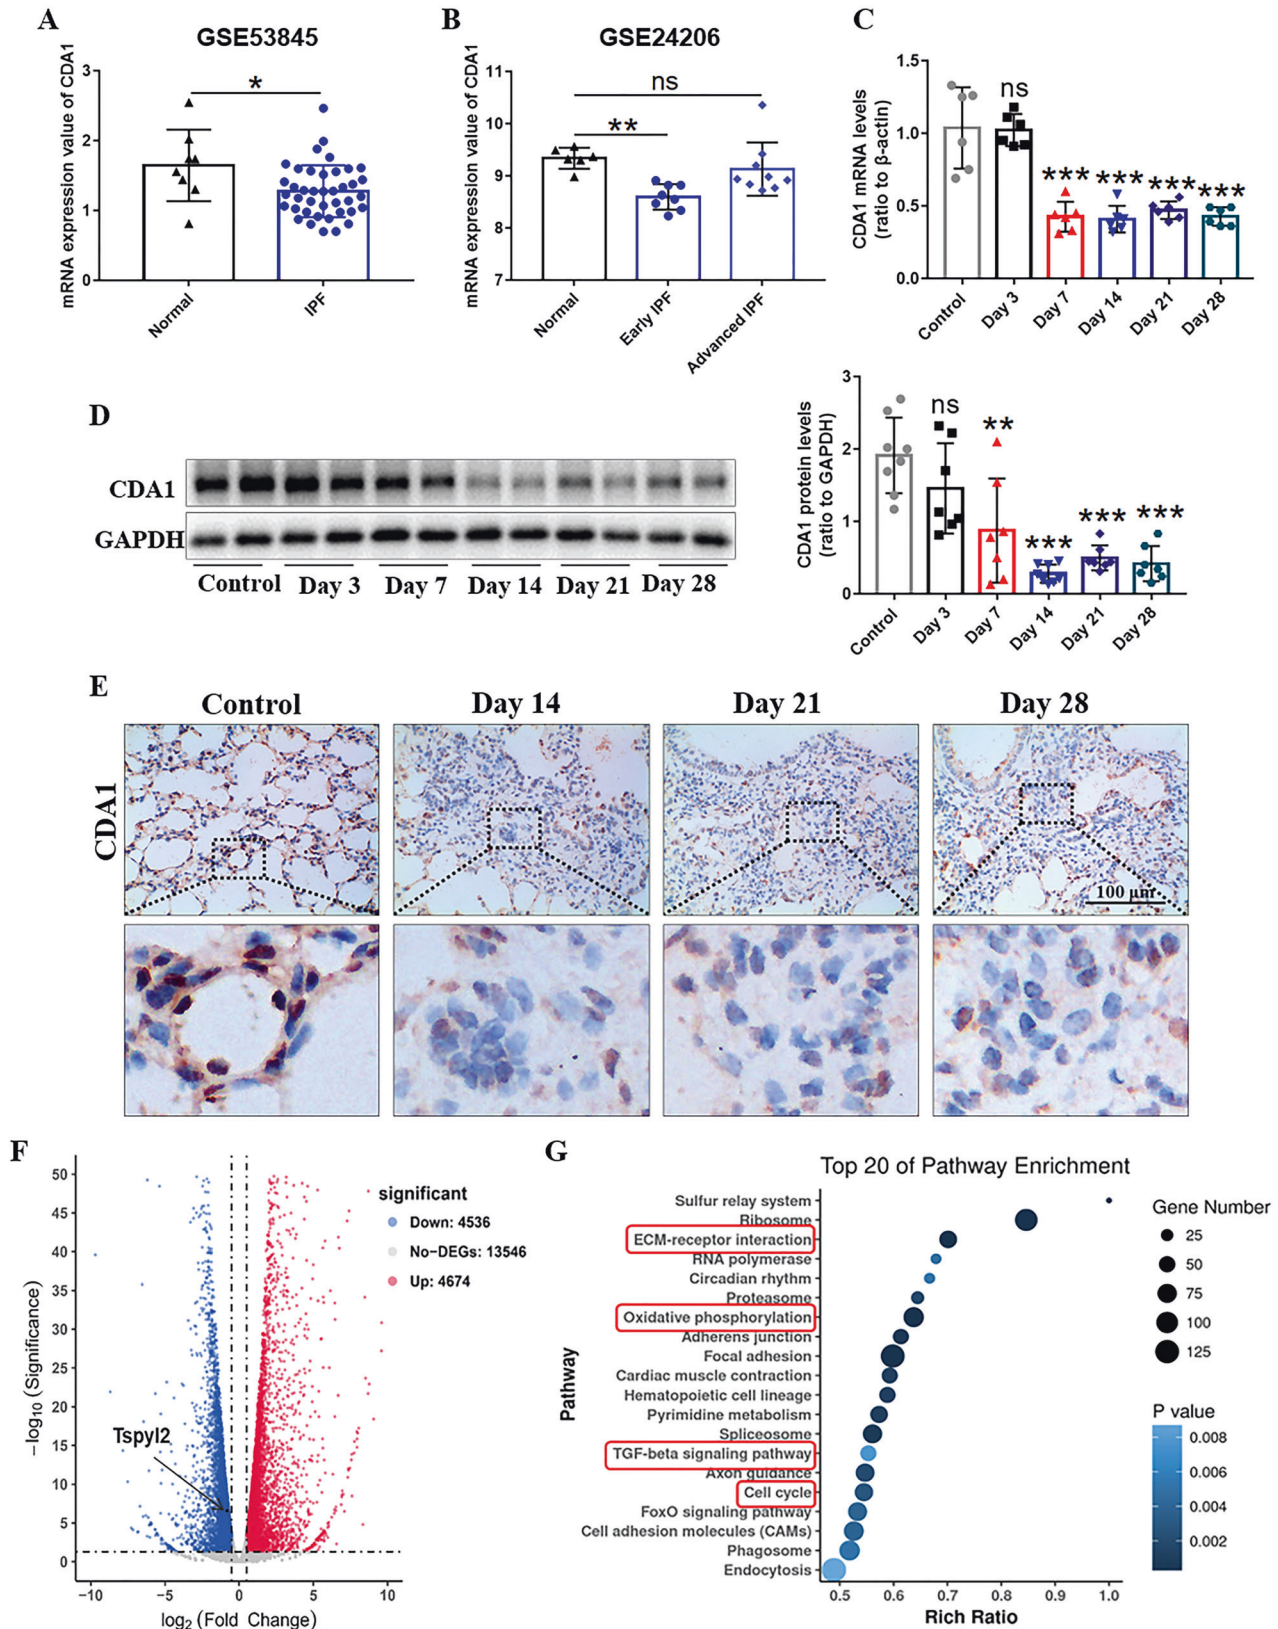 A
GSE53845
mRNA expression value of CDA1
3
2
1
0
*
Normal
IPF
B
GSE24206
mRNA expression value of CDA1
11
10
9
8
7
ns
**
Normal
Early IPF
Advanced IPF
C
CDA1 mRNA levels
(ratio to β-actin)
1.5
1.0
0.5
0.0
ns
*** *** *** ***
Control
Day 3
Day 7
Day 14
Day 21
Day 28
D
CDA1
GAPDH
Control Day 3 Day 7 Day 14 Day 21 Day 28
CDA1 protein levels
(ratio to GAPDH)
3
2
1
0
ns
**
***
***
***
Control
Day 3
Day 7
Day 14
Day 21
Day 28
E
Control Day 14 Day 21 Day 28
CDA1
100 μm
F
−log10 (Significance)
50
45
40
35
30
25
20
15
10
5
0
significant
Down: 4536
No−DEGs: 13546
Up: 4674
Tspyl2
−10 −5 0 5 10
log2 (Fold Change)
G
Top 20 of Pathway Enrichment
Pathway
Sulfur relay system
Ribosome
ECM-receptor interaction
RNA polymerase
Circadian rhythm
Proteasome
Oxidative phosphorylation
Adherens junction
Focal adhesion
Cardiac muscle contraction
Hematopoietic cell lineage
Pyrimidine metabolism
Spliceosome
TGF-beta signaling pathway
Axon guidance
Cell cycle
FoxO signaling pathway
Cell adhesion molecules (CAMs)
Phagosome
Endocytosis
0.5 0.6 0.7 0.8 0.9 1.0
Rich Ratio
Gene Number
25
50
75
100
125
P value
0.008
0.006
0.004
0.002